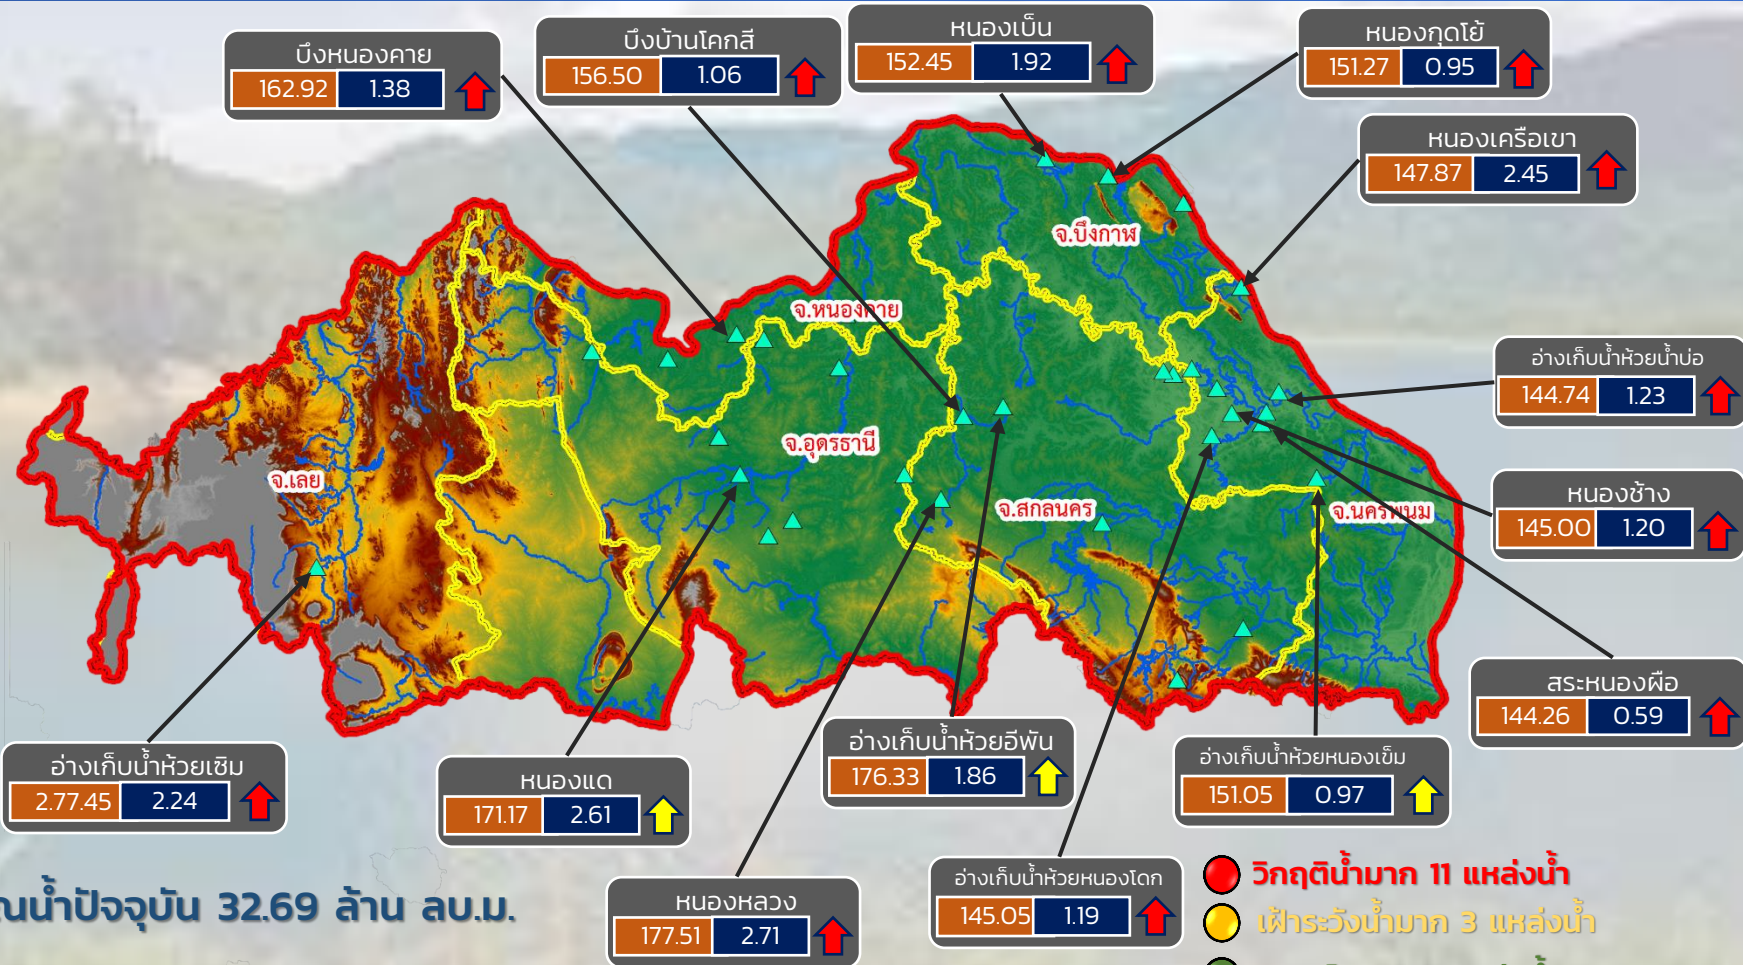 บึงหนองคาย
162.92 1.38
บึงบ้านโคกสี
156.50 1.06
หนองเบ็น
152.45 1.92
หนองกุดโย้
151.27 0.95
หนองเครือเขา
147.87 2.45
จ.บึงกาฬ
จ.หนองคาย
จ.อุดรธานี
จ.เลย
จ.สกลนคร
จ.นครพนม
อ่างเก็บน้ำห้วยน้ำบ่อ
144.74 1.23
หนองช้าง
145.00 1.20
สระหนองผือ
144.26 0.59
อ่างเก็บน้ำห้วยเซิม
2.77.45 2.24
หนองแด
171.17 2.61
อ่างเก็บน้ำห้วยอีพัน
176.33 1.86
อ่างเก็บน้ำห้วยหนองเข็ม
151.05 0.97
หนองหลวง
177.51 2.71
อ่างเก็บน้ำห้วยหนองโดก
145.05 1.19
ณน้ำปัจจุบัน 32.69 ล้าน ลบ.ม.
วิกฤติน้ำมาก 11 แหล่งน้ำ
เฝ้าระวังน้ำมาก 3 แหล่งน้ำ